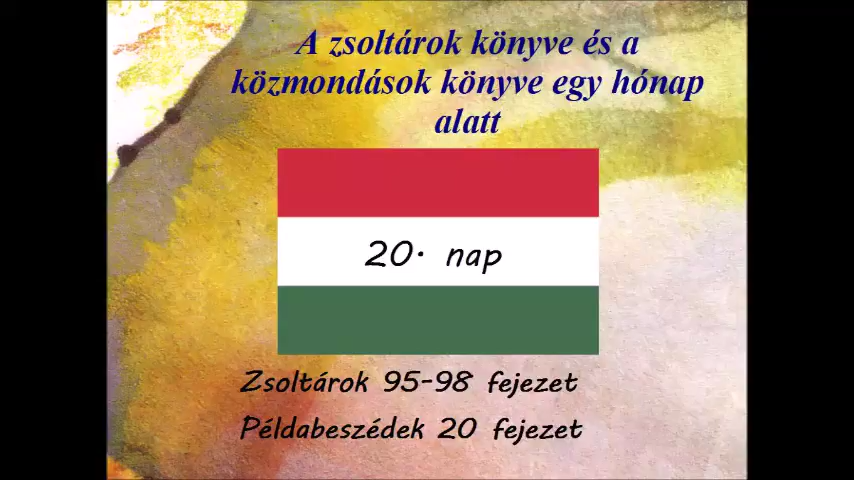 A zsoltárok könyve és a
közmondások könyve egy hónap
alatt
20. nap
Zsoltárok 95-98 fejezet
Példabeszédek 20 fejezet